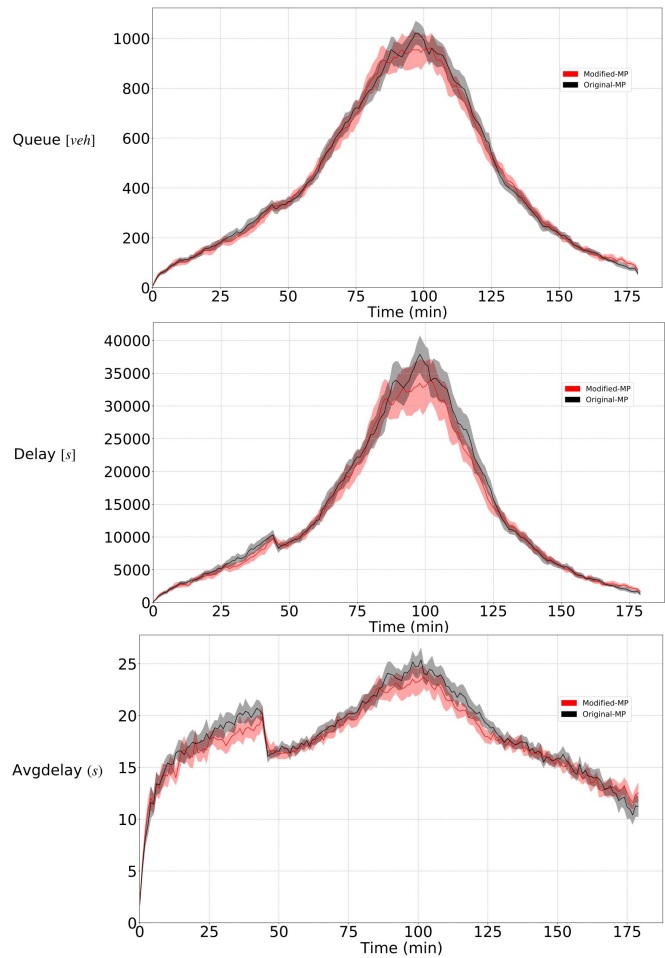 1000
800
600
400
200
0
Queue [veh]
Modified-MP
Original-MP
0 25 50 75 100 125 150 175
Time (min)
40000
35000
30000
25000
20000
15000
10000
5000
0
Delay [s]
Modified-MP
Original-MP
0 25 50 75 100 125 150 175
Time (min)
25
20
15
10
5
0
Avgdelay (s)
Modified-MP
Original-MP
0 25 50 75 100 125 150 175
Time (min)